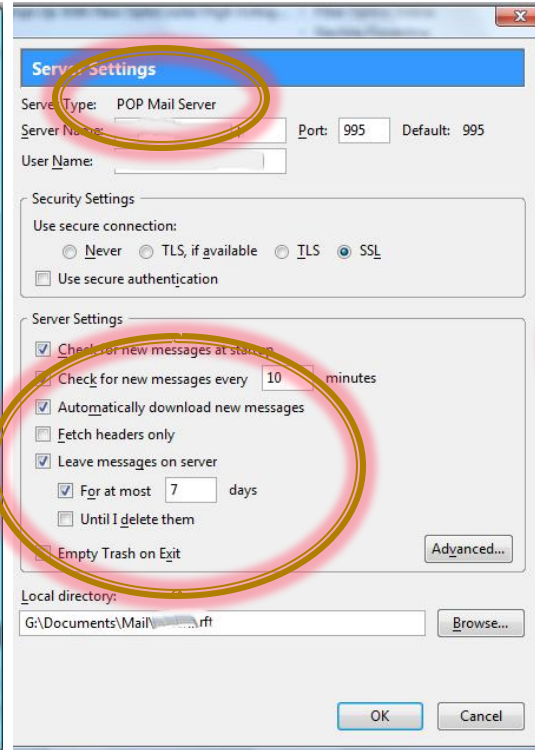 Server Settings
Server Type: POP Mail Server
Server Name: Port: 995 Default: 995
User Name:
Security Settings
Use secure connection:
Never TLS, if available TLS SSL
Use secure authentication
Server Settings
Check for new messages at startup
Check for new messages every 10 minutes
Automatically download new messages
Fetch headers only
Leave messages on server
For at most 7 days
Until I delete them
Empty Trash on Exit
Advanced...
Local directory:
G:\Documents\Mail\ .rft
Browse...
OK Cancel